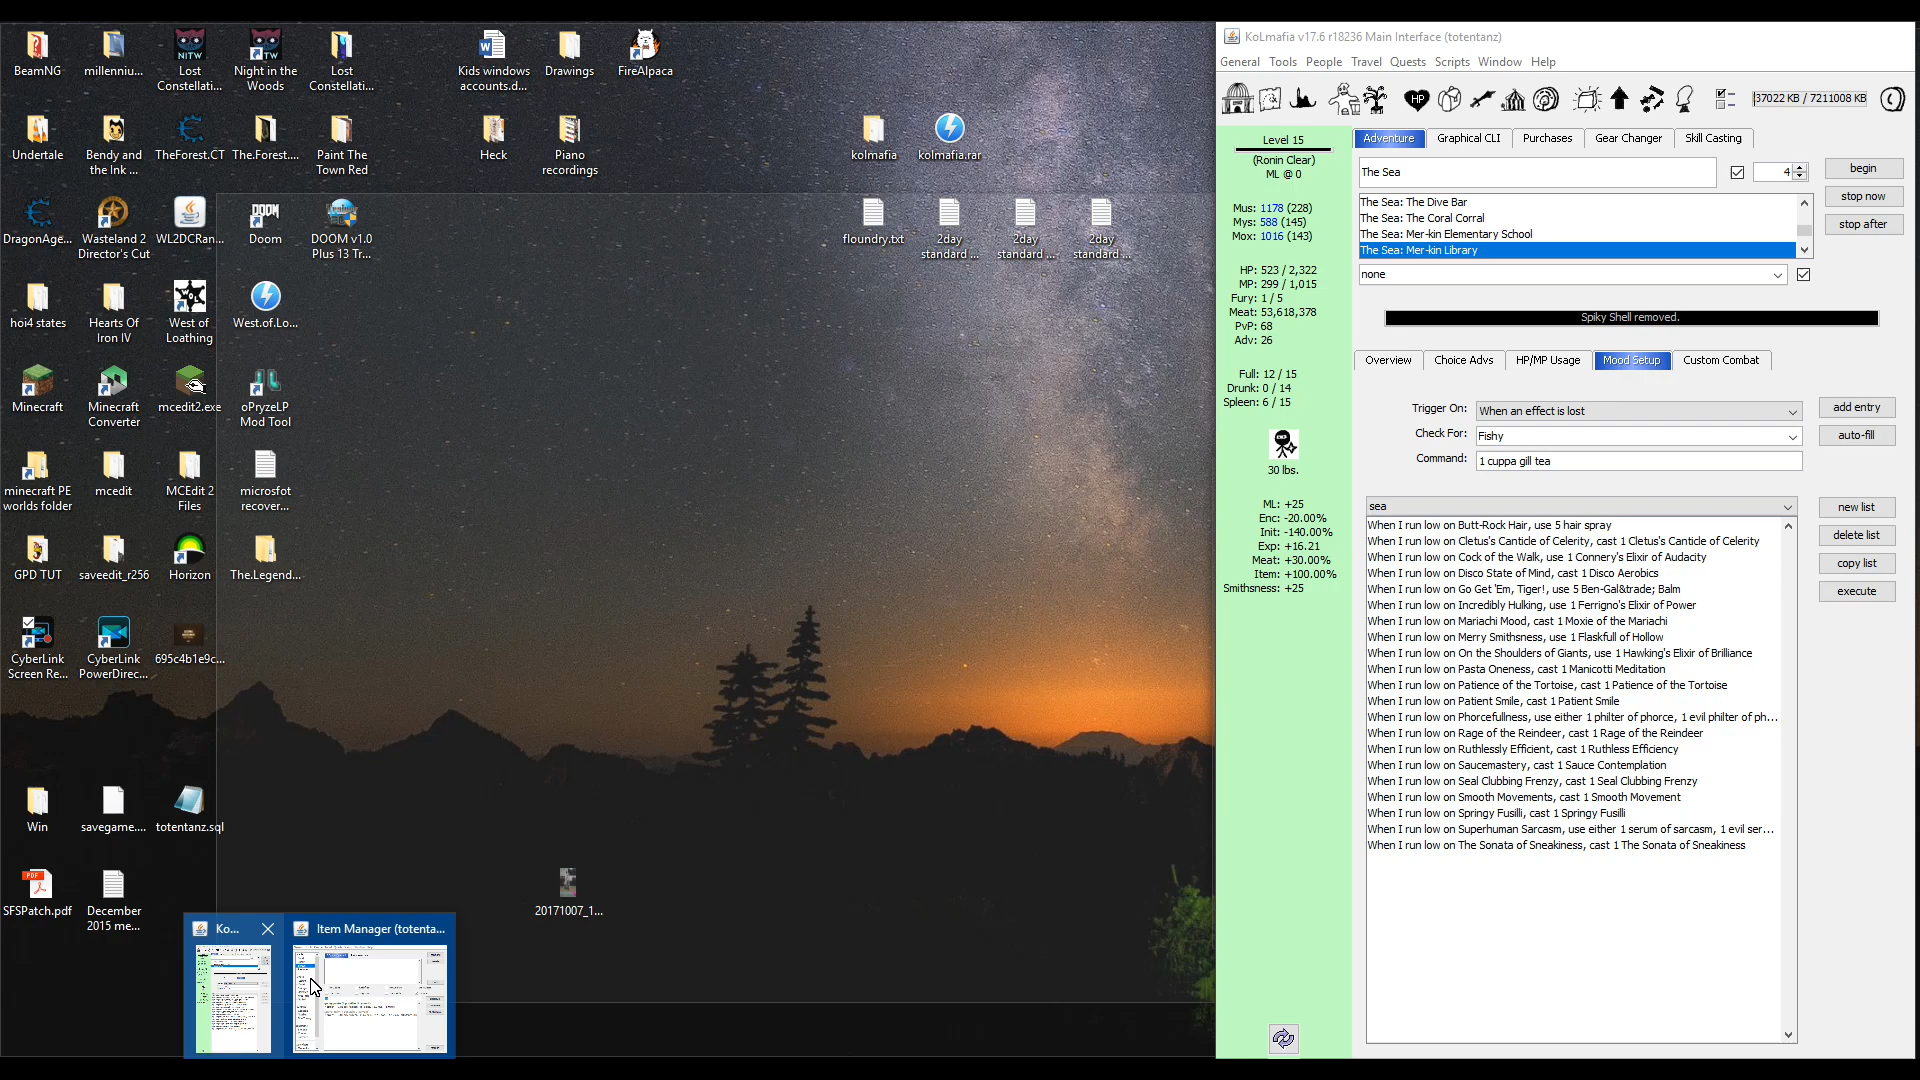 BeamNG
millenniu...
Lost
Constellati...
Night in the
Woods
Lost
Constellati...
Kids windows
accounts.d...
Drawings
FireAlpaca
Undertale
Bendy and
the Ink ...
TheForest.CT
The.Forest....
Paint The
Town Red
Heck
Piano
recordings
kolmafia
kolmafia.rar
DragonAge...
Wasteland 2
Director's Cut
WL2DCRan...
Doom
DOOM v1.0
Plus 13 Tr...
floundry.txt
2day
standard ...
2day
standard ...
2day
standard ...
hoi4 states
Hearts Of
Iron IV
West of
Loathing
West.of.Lo...
Minecraft
Minecraft
Converter
mcedit2.exe
oPryzeLP
Mod Tool
minecraft PE
worlds folder
mcedit
MCEdit 2
Files
microsfot
recover...
GPD TUT
saveedit_r256
Horizon
The.Legend...
CyberLink
Screen Re...
CyberLink
PowerDirec...
695c4b1e9c...
Win
savegame....
totentanz.sql
SFSPatch.pdf
December
2015 me...
20171007_1...
Ko...
Item Manager (totenta...
KoLmafia v17.6 r18236 Main Interface (totentanz)
General Tools People Travel Quests Scripts Window Help
HP
37022 KB / 7211008 KB
Level 15
(Ronin Clear)
ML @ 0
Mus: 1178 (228)
Mys: 588 (145)
Mox: 1016 (143)
HP: 523 / 2,322
MP: 299 / 1,015
Fury: 1 / 5
Meat: 53,618,378
PvP: 68
Adv: 26
Full: 12 / 15
Drunk: 0 / 14
Spleen: 6 / 15
30 lbs.
ML: +25
Enc: -20.00%
Init: -140.00%
Exp: +16.21
Meat: +30.00%
Item: +100.00%
Smithsness: +25
Adventure Graphical CLI Purchases Gear Changer Skill Casting
The Sea
4
begin
stop now
stop after
The Sea: The Dive Bar
The Sea: The Coral Corral
The Sea: Mer-kin Elementary School
The Sea: Mer-kin Library
none
Spiky Shell removed.
Overview Choice Advs HP/MP Usage Mood Setup Custom Combat
Trigger On: When an effect is lost
Check For: Fishy
Command: 1 cuppa gill tea
add entry
auto-fill
sea
new list
delete list
copy list
execute
When I run low on Butt-Rock Hair, use 5 hair spray
When I run low on Cletus's Canticle of Celerity, cast 1 Cletus's Canticle of Celerity
When I run low on Cock of the Walk, use 1 Connery's Elixir of Audacity
When I run low on Disco State of Mind, cast 1 Disco Aerobics
When I run low on Go Get 'Em, Tiger!, use 5 Ben-Gal&trade; Balm
When I run low on Incredibly Hulking, use 1 Ferrigno's Elixir of Power
When I run low on Mariachi Mood, cast 1 Moxie of the Mariachi
When I run low on Merry Smithsness, use 1 Flaskfull of Hollow
When I run low on On the Shoulders of Giants, use 1 Hawking's Elixir of Brilliance
When I run low on Pasta Oneness, cast 1 Manicotti Meditation
When I run low on Patience of the Tortoise, cast 1 Patience of the Tortoise
When I run low on Patient Smile, cast 1 Patient Smile
When I run low on Phorcefullness, use either 1 philter of phorce, 1 evil philter of ph...
When I run low on Rage of the Reindeer, cast 1 Rage of the Reindeer
When I run low on Ruthlessly Efficient, cast 1 Ruthless Efficiency
When I run low on Saucemastery, cast 1 Sauce Contemplation
When I run low on Seal Clubbing Frenzy, cast 1 Seal Clubbing Frenzy
When I run low on Smooth Movements, cast 1 Smooth Movement
When I run low on Springy Fusilli, cast 1 Springy Fusilli
When I run low on Superhuman Sarcasm, use either 1 serum of sarcasm, 1 evil ser...
When I run low on The Sonata of Sneakiness, cast 1 The Sonata of Sneakiness